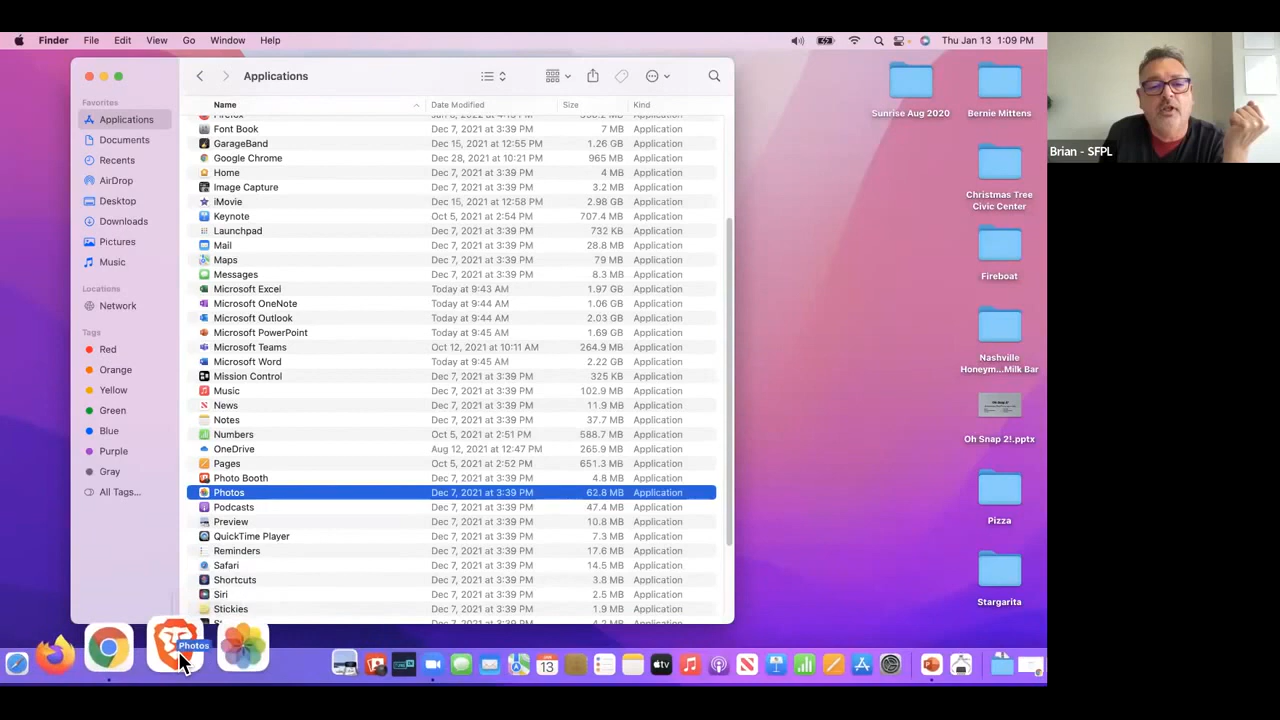 Finder File Edit View Go Window Help Thu Jan 13 1:09 PM
Applications
Favorites
Applications
Documents
Recents
AirDrop
Desktop
Downloads
Pictures
Music
Locations
Network
Tags
Red
Orange
Yellow
Green
Blue
Purple
Gray
All Tags...
Name Date Modified Size Kind
Font Book Dec 7, 2021 at 3:39 PM 7 MB Application
GarageBand Dec 15, 2021 at 12:55 PM 1.26 GB Application
Google Chrome Dec 28, 2021 at 10:21 PM 965 MB Application
Home Dec 7, 2021 at 3:39 PM 4 MB Application
Image Capture Dec 7, 2021 at 3:39 PM 3.2 MB Application
iMovie Dec 15, 2021 at 12:58 PM 2.98 GB Application
Keynote Oct 5, 2021 at 2:54 PM 707.4 MB Application
Launchpad Dec 7, 2021 at 3:39 PM 732 KB Application
Mail Dec 7, 2021 at 3:39 PM 28.8 MB Application
Maps Dec 7, 2021 at 3:39 PM 79 MB Application
Messages Dec 7, 2021 at 3:39 PM 8.3 MB Application
Microsoft Excel Today at 9:43 AM 1.97 GB Application
Microsoft OneNote Today at 9:44 AM 1.06 GB Application
Microsoft Outlook Today at 9:44 AM 2.03 GB Application
Microsoft PowerPoint Today at 9:45 AM 1.69 GB Application
Microsoft Teams Oct 12, 2021 at 10:11 AM 264.9 MB Application
Microsoft Word Today at 9:45 AM 2.22 GB Application
Mission Control Dec 7, 2021 at 3:39 PM 325 KB Application
Music Dec 7, 2021 at 3:39 PM 102.9 MB Application
News Dec 7, 2021 at 3:39 PM 11.9 MB Application
Notes Dec 7, 2021 at 3:39 PM 37.7 MB Application
Numbers Oct 5, 2021 at 2:51 PM 588.7 MB Application
OneDrive Aug 12, 2021 at 12:47 PM 265.9 MB Application
Pages Oct 5, 2021 at 2:52 PM 651.3 MB Application
Photo Booth Dec 7, 2021 at 3:39 PM 4.8 MB Application
Photos Dec 7, 2021 at 3:39 PM 62.8 MB Application
Podcasts Dec 7, 2021 at 3:39 PM 47.4 MB Application
Preview Dec 7, 2021 at 3:39 PM 10.8 MB Application
QuickTime Player Dec 7, 2021 at 3:39 PM 7.3 MB Application
Reminders Dec 7, 2021 at 3:39 PM 17.6 MB Application
Safari Dec 7, 2021 at 3:39 PM 14.5 MB Application
Shortcuts Dec 7, 2021 at 3:39 PM 3.8 MB Application
Siri Dec 7, 2021 at 3:39 PM 2.5 MB Application
Stickies Dec 7, 2021 at 3:39 PM 1.9 MB Application
Sunrise Aug 2020
Bernie Mittens
Christmas Tree
Civic Center
Fireboat
Nashville
Honeym...Milk Bar
Oh Snap 2!.pptx
Pizza
Stargarita
Photos
13
tv
Brian - SFPL